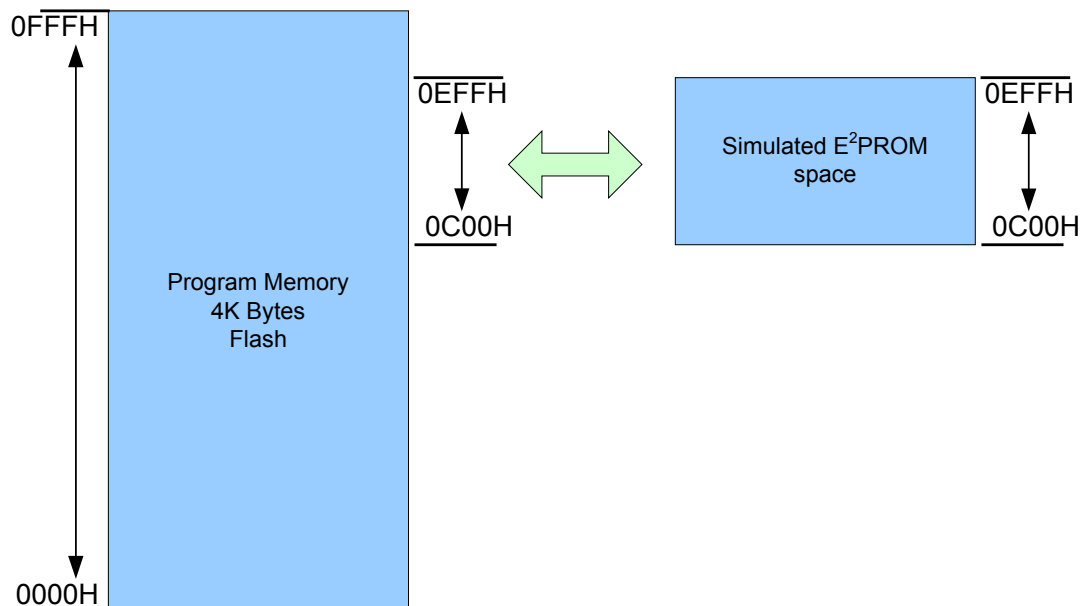 0FFFH
0EFFH
0C00H
Program Memory
4K Bytes
Flash
0000H
Simulated E²PROM
space
0EFFH
0C00H